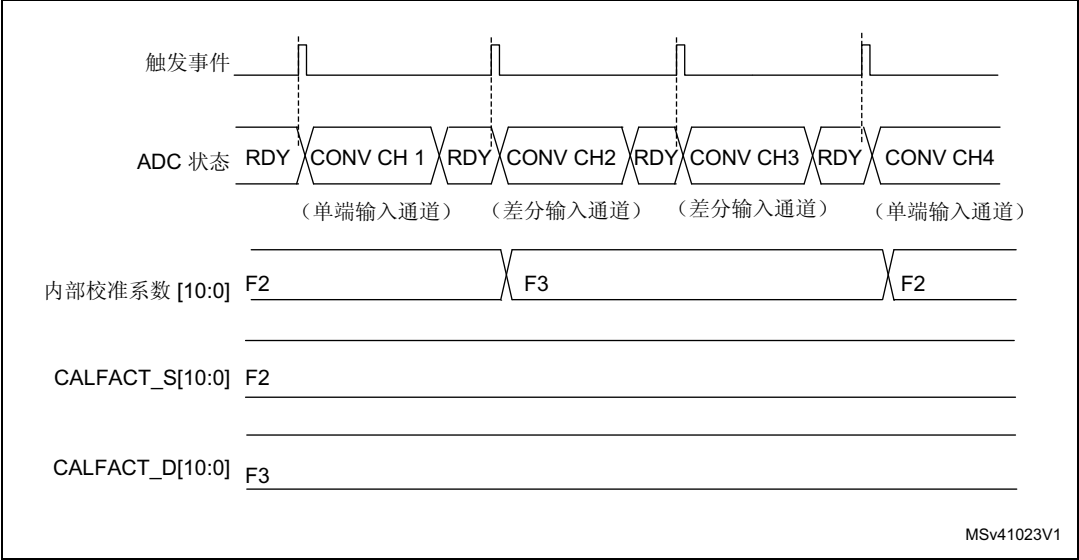 触发事件
ADC 状态 RDY CONV CH 1 RDY CONV CH2 RDY CONV CH3 RDY CONV CH4
（单端输入通道） （差分输入通道） （差分输入通道） （单端输入通道）
内部校准系数 [10:0] F2 F3 F2
CALFACT_S[10:0] F2
CALFACT_D[10:0] F3
MSv41023V1